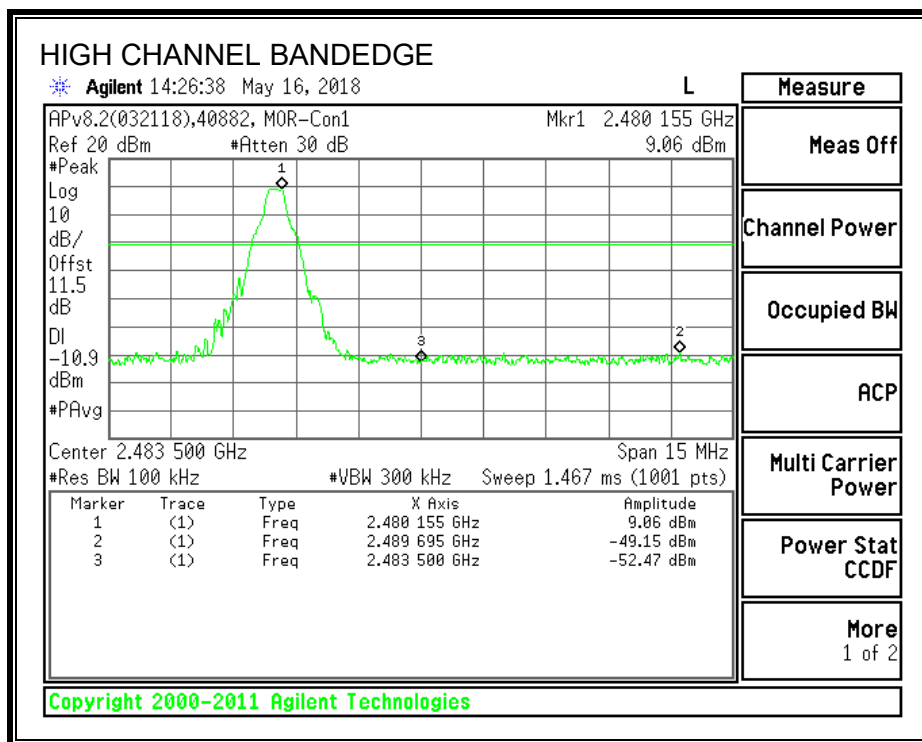 HIGH CHANNEL BANDEDGE
Agilent 14:26:38 May 16, 2018 L
APv8.2(032118),40882, MOR-Con1 Mkr1 2.480 155 GHz
Ref 20 dBm #Atten 30 dB 9.06 dBm
#Peak
Log
10
dB/
Offst
11.5
dB
DI
-10.9
dBm
#PAvg
1
3
2
Center 2.483 500 GHz Span 15 MHz
#Res BW 100 kHz #VBW 300 kHz Sweep 1.467 ms (1001 pts)
Marker Trace Type X Axis Amplitude
1 (1) Freq 2.480 155 GHz 9.06 dBm
2 (1) Freq 2.489 695 GHz -49.15 dBm
3 (1) Freq 2.483 500 GHz -52.47 dBm
Measure
Meas Off
Channel Power
Occupied BW
ACP
Multi Carrier
Power
Power Stat
CCDF
More
1 of 2
Copyright 2000-2011 Agilent Technologies